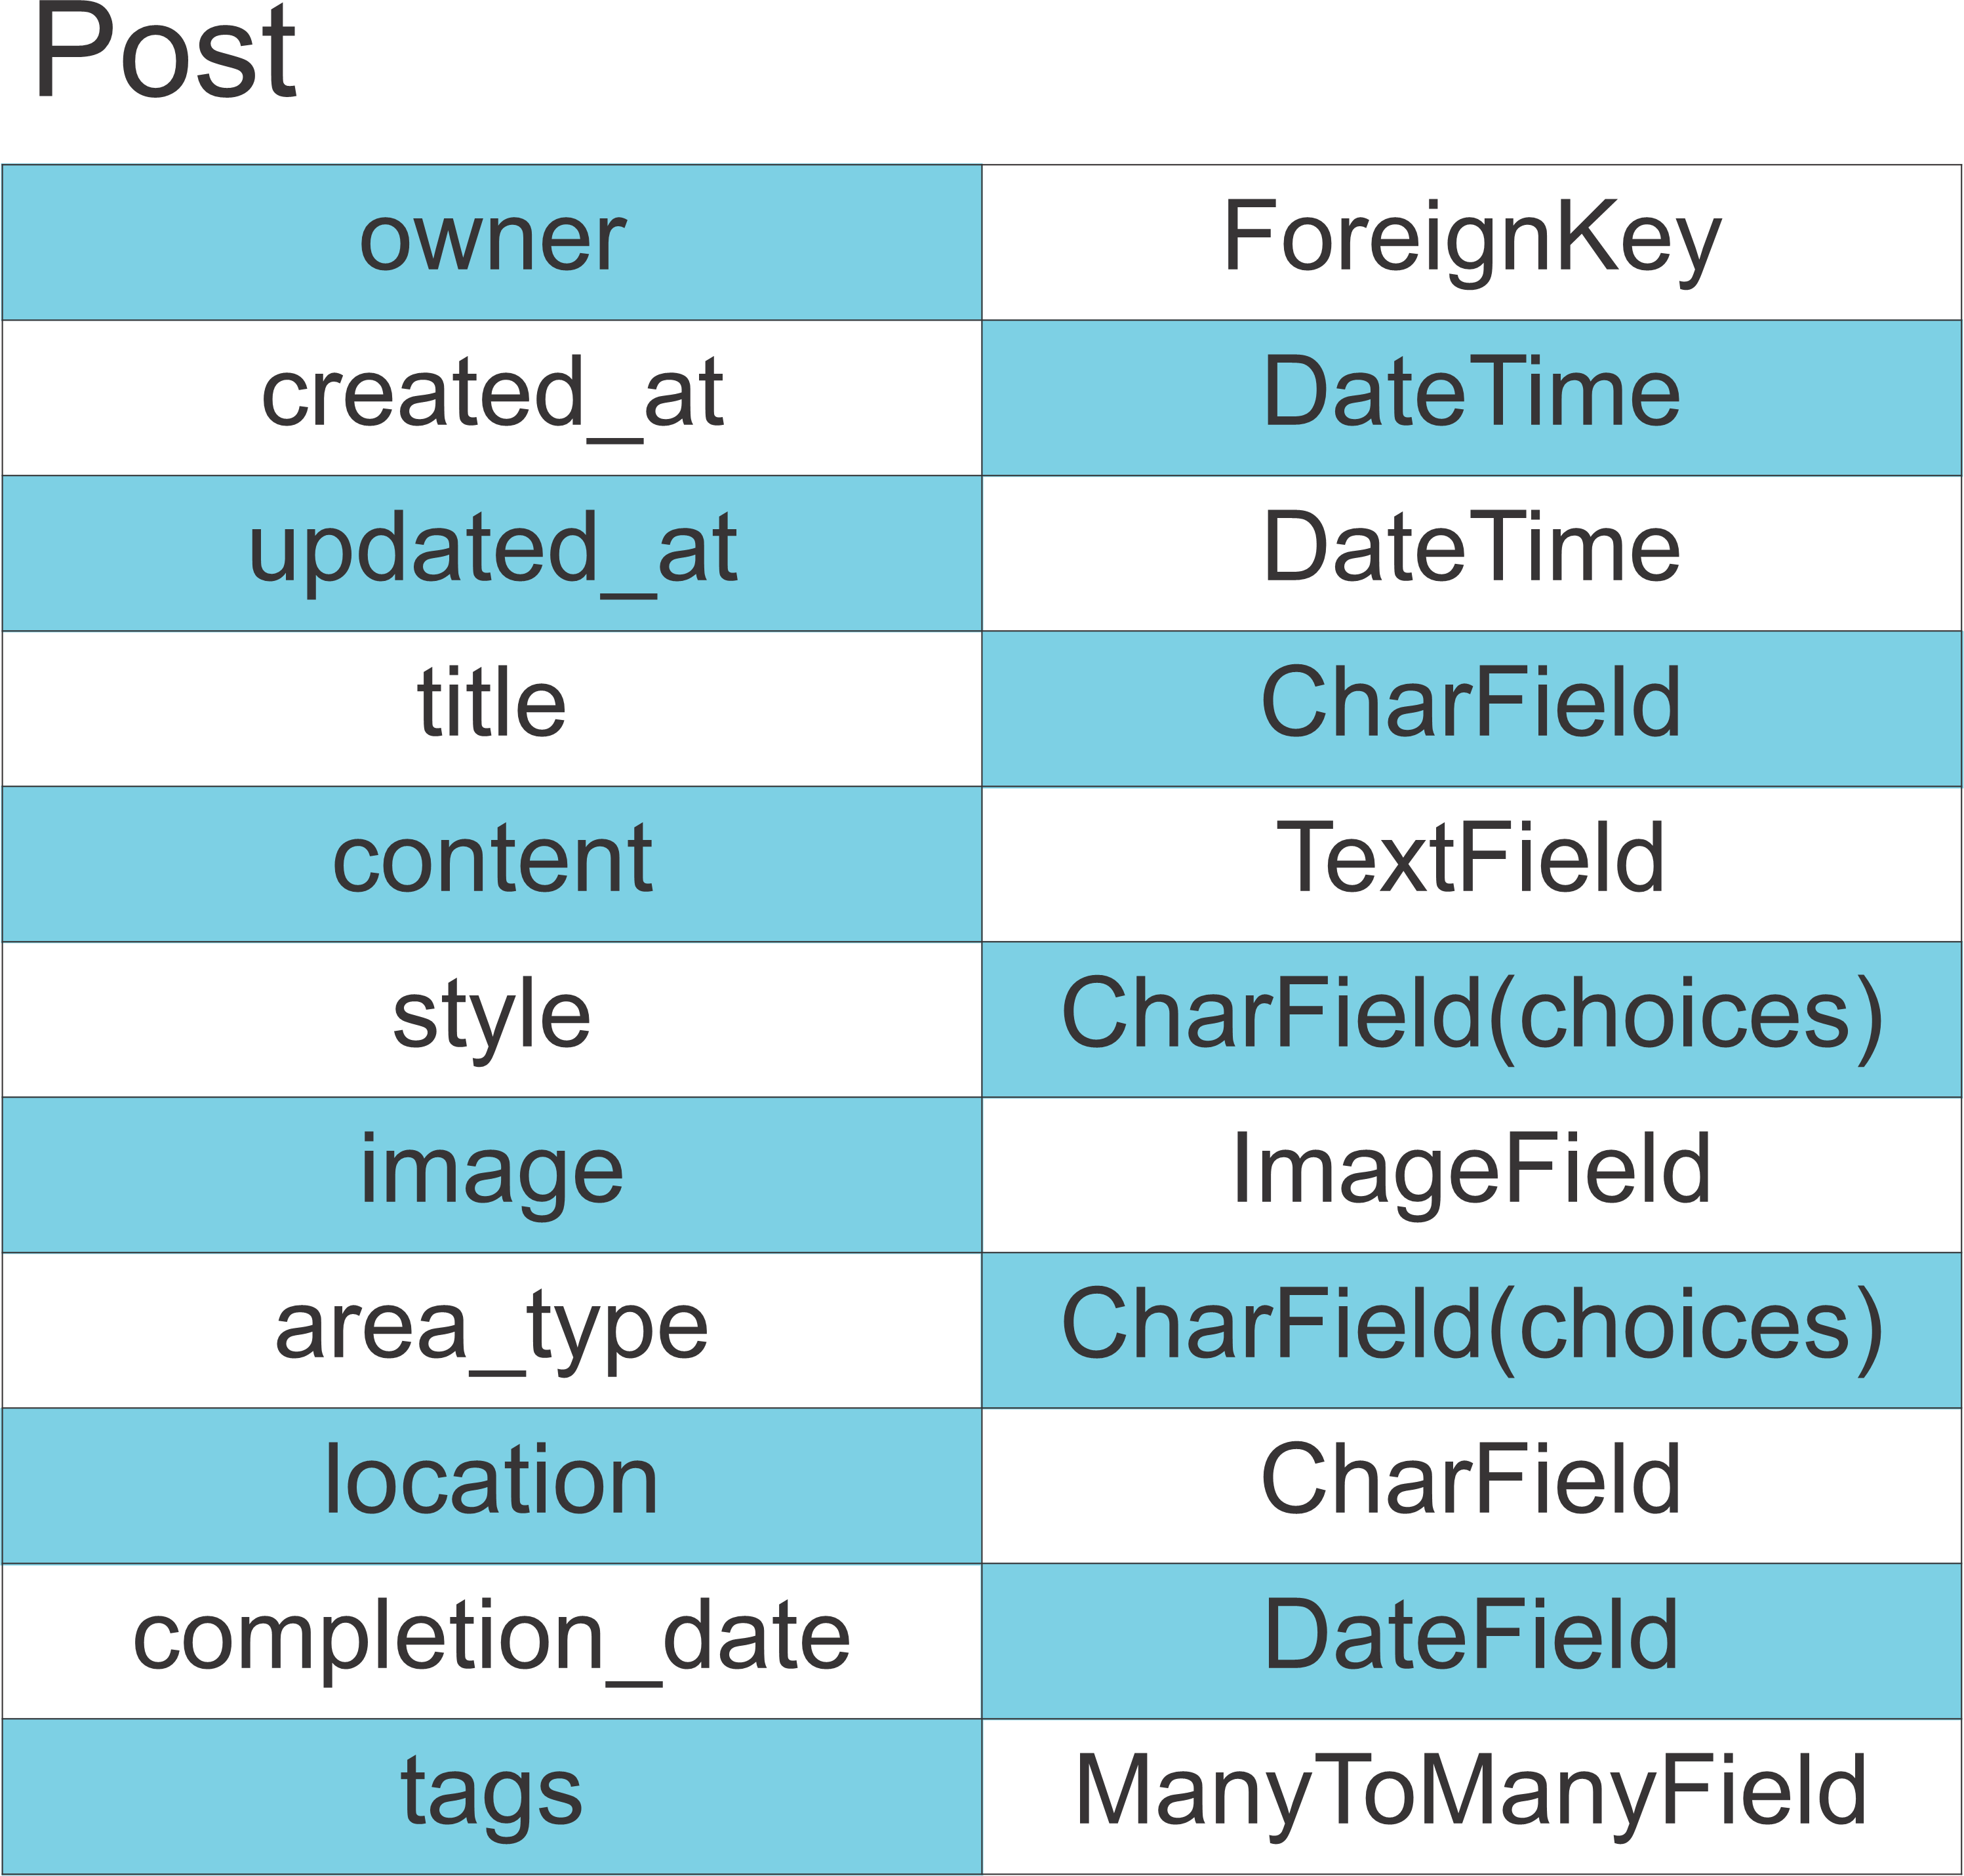 Post
owner ForeignKey
created_at DateTime
updated_at DateTime
title CharField
content TextField
style CharField(choices)
image ImageField
area_type CharField(choices)
location CharField
completion_date DateField
tags ManyToManyField